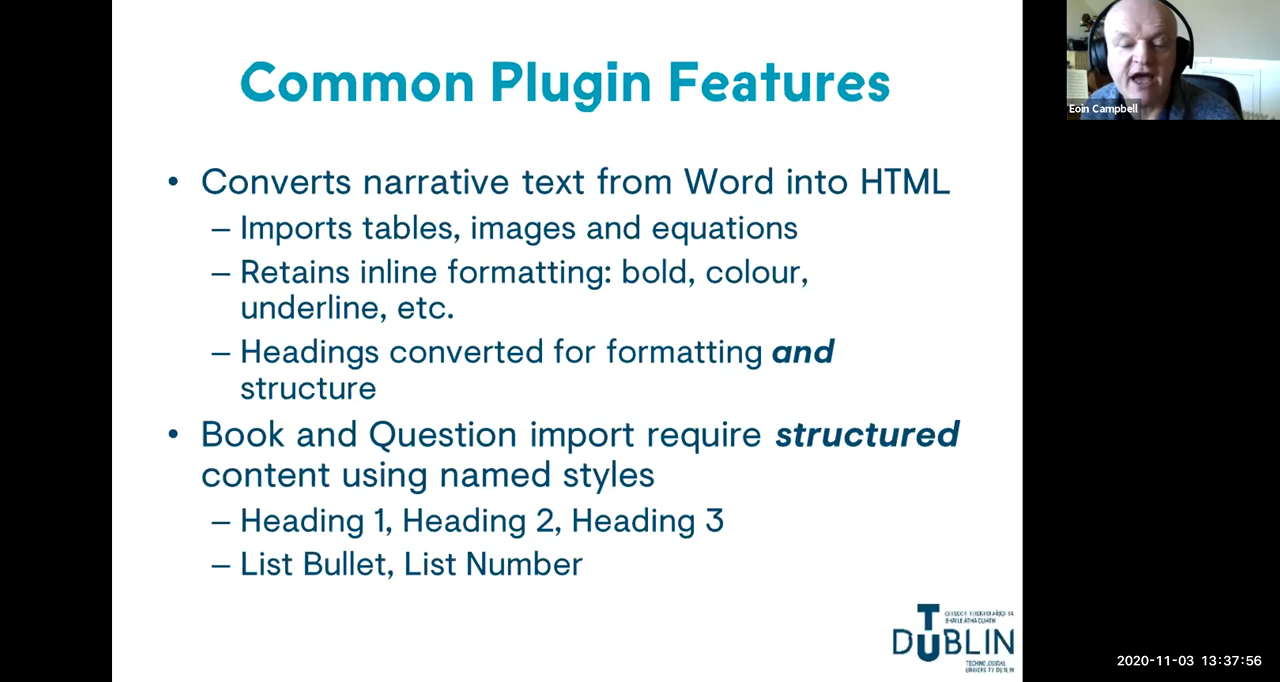 Common Plugin Features
• Converts narrative text from Word into HTML
– Imports tables, images and equations
– Retains inline formatting: bold, colour,
underline, etc.
– Headings converted for formatting and
structure
• Book and Question import require structured
content using named styles
– Heading 1, Heading 2, Heading 3
– List Bullet, List Number
Eoin Campbell
DUBLIN
TECHNOLOGICAL
UNIVERSITY DUBLIN
2020-11-03 13:37:56